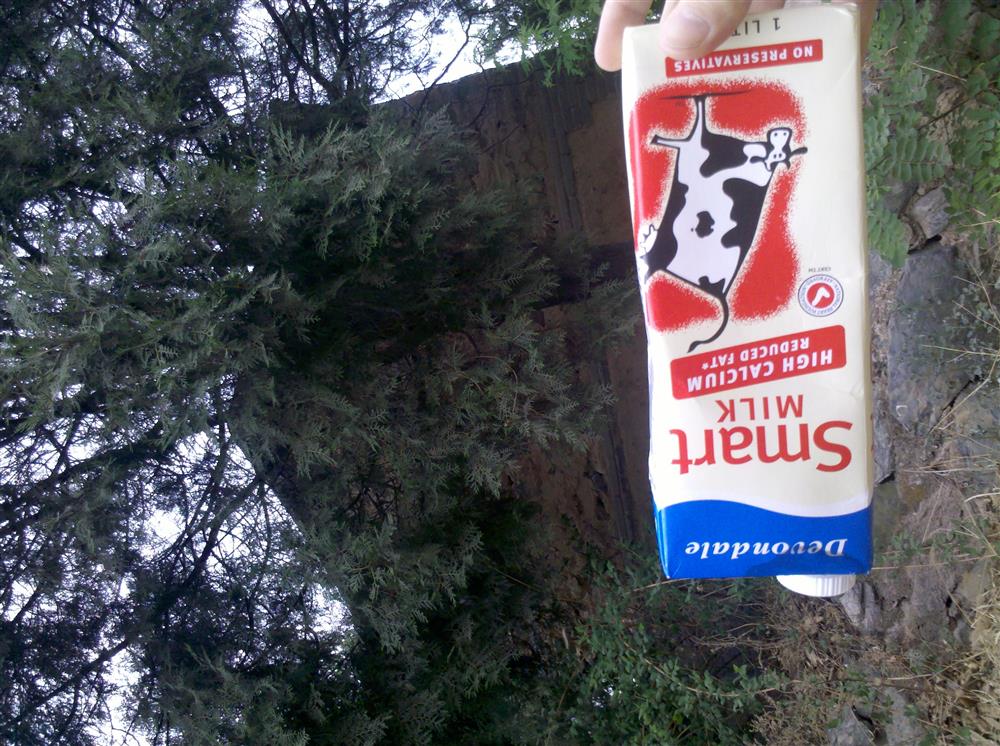 Devondale
Smart
MILK
HIGH CALCIUM
REDUCED FAT*
NO PRESERVATIVES